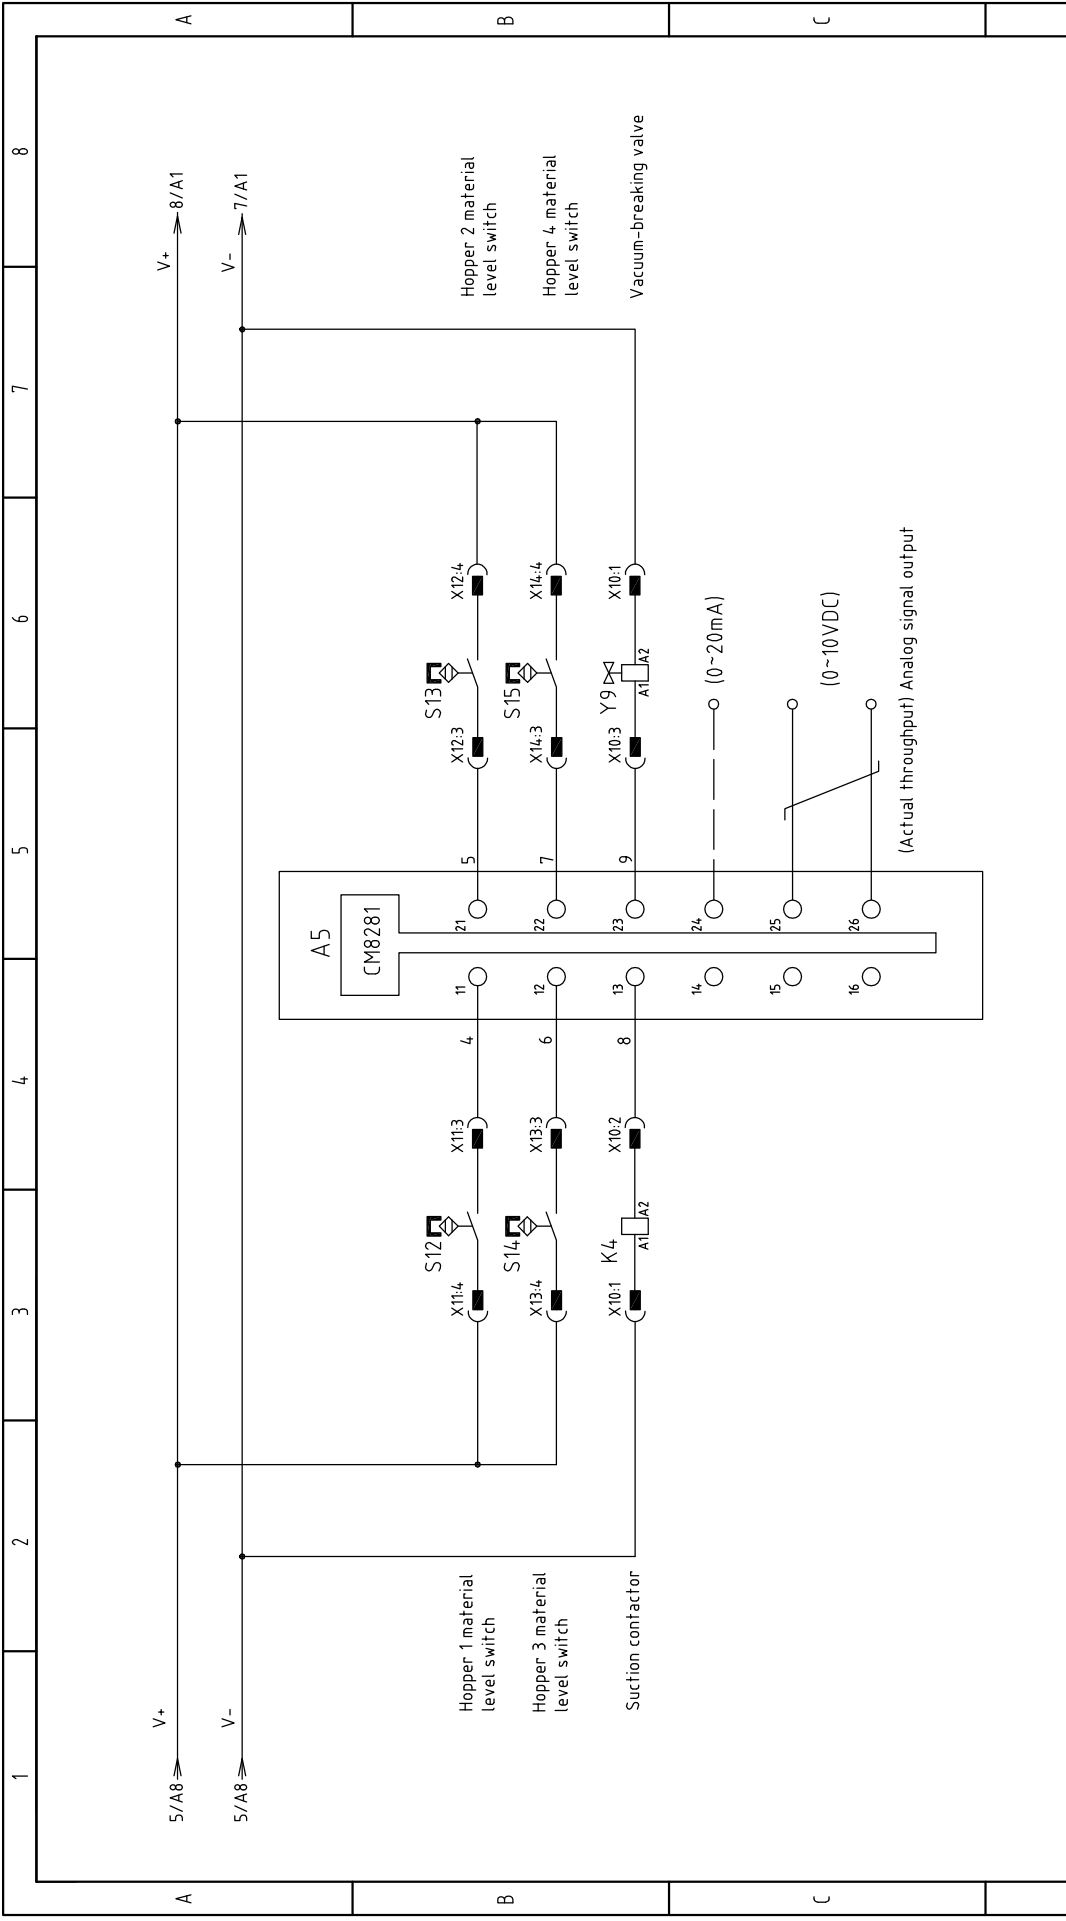 1
2
3
4
5
6
7
8
A
A
5/A8
V+
V+
8/A1
5/A8
V-
V-
7/A1
A5
CM8281
B
B
Hopper 1 material
level switch
X11:4
S12
X11:3
4
11
21
5
X12:3
S13
X12:4
Hopper 2 material
level switch
Hopper 3 material
level switch
X13:4
S14
X13:3
6
12
22
7
X14:3
S15
X14:4
Hopper 4 material
level switch
Suction contactor
X10:1
K4
A1
A2
X10:2
8
13
23
9
X10:3
Y9
A1
A2
X10:1
Vacuum-breaking valve
14
24
(0~20mA)
C
C
15
25
(0~10VDC)
16
26
(Actual throughput) Analog signal output